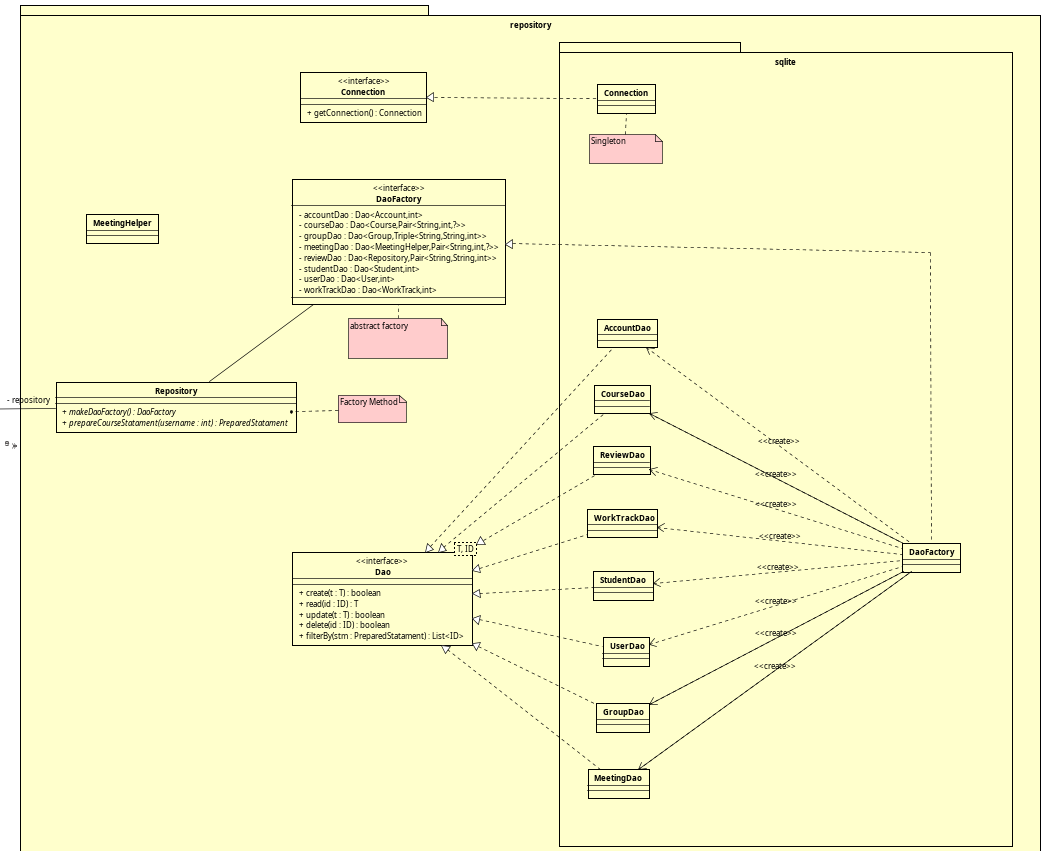 repository
sqlite
<<interface>>
Connection
+ getConnection() : Connection
Connection
Singleton
<<interface>>
DaoFactory
- accountDao : Dao<Account,int>
- courseDao : Dao<Course,Pair<String,int,?>>
- groupDao : Dao<Group,Triple<String,String,int>>
- meetingDao : Dao<MeetingHelper,Pair<String,int,?>>
- reviewDao : Dao<Repository,Pair<String,String,int>>
- studentDao : Dao<Student,int>
- userDao : Dao<User,int>
- workTrackDao : Dao<WorkTrack,int>
MeetingHelper
abstract factory
AccountDao
Repository
+ makeDaoFactory() : DaoFactory
+ prepareCourseStatament(username : int) : PreparedStatament
- repository
Factory Method
CourseDao
<<create>>
ReviewDao
<<create>>
<<create>>
WorkTrackDao
<<create>>
T, ID
<<interface>>
Dao
+ create(t : T) : boolean
+ read(id : ID) : T
+ update(t : T) : boolean
+ delete(id : ID) : boolean
+ filterBy(stm : PreparedStatament) : List<ID>
DaoFactory
<<create>>
StudentDao
<<create>>
UserDao
<<create>>
<<create>>
GroupDao
MeetingDao